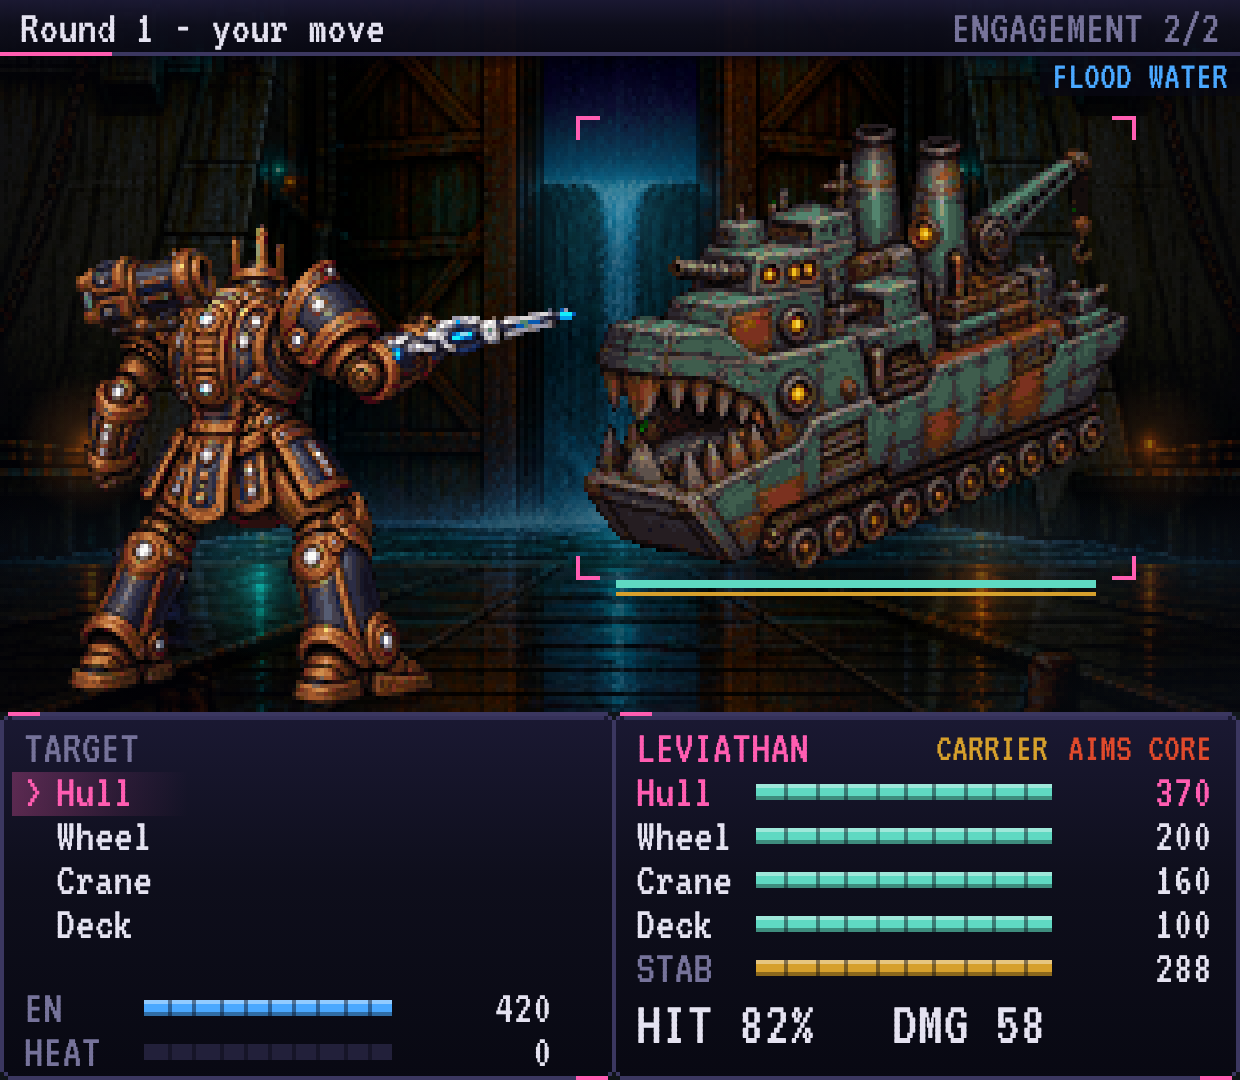 Round 1 - your move
ENGAGEMENT 2/2
FLOOD WATER
TARGET
> Hull
Wheel
Crane
Deck
EN 420
HEAT 0
LEVIATHAN CARRIER AIMS CORE
Hull 370
Wheel 200
Crane 160
Deck 100
STAB 288
HIT 82% DMG 58